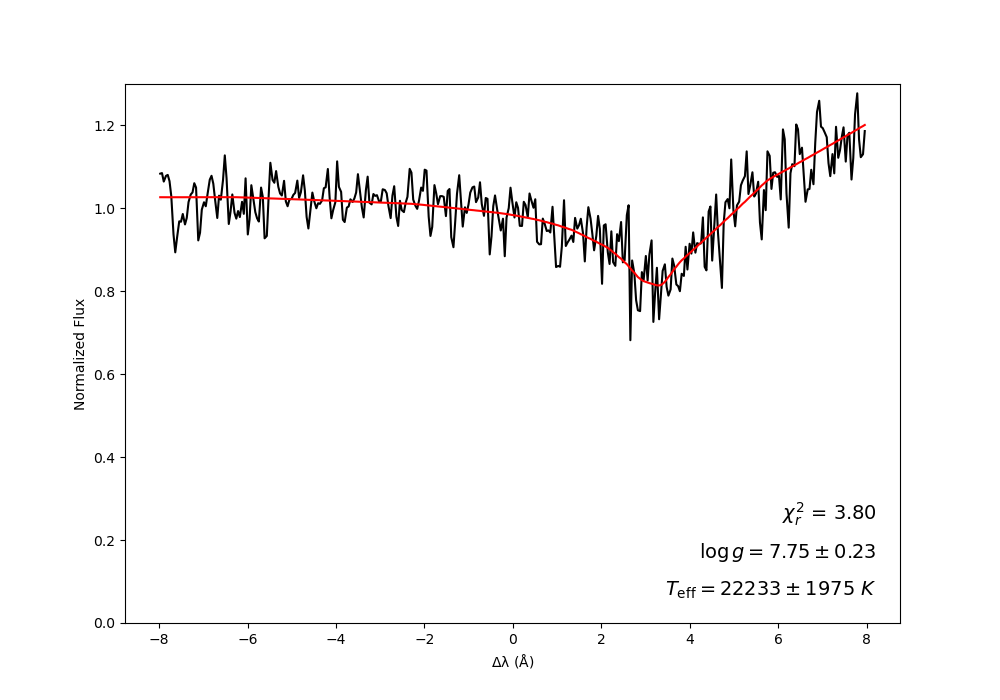 1.2
1.0
0.8
0.6
0.4
0.2
0.0
Normalized Flux
χ²ᵣ = 3.80
log g = 7.75 ± 0.23
T_eff = 22233 ± 1975 K
−8 −6 −4 −2 0 2 4 6 8
Δλ (Å)